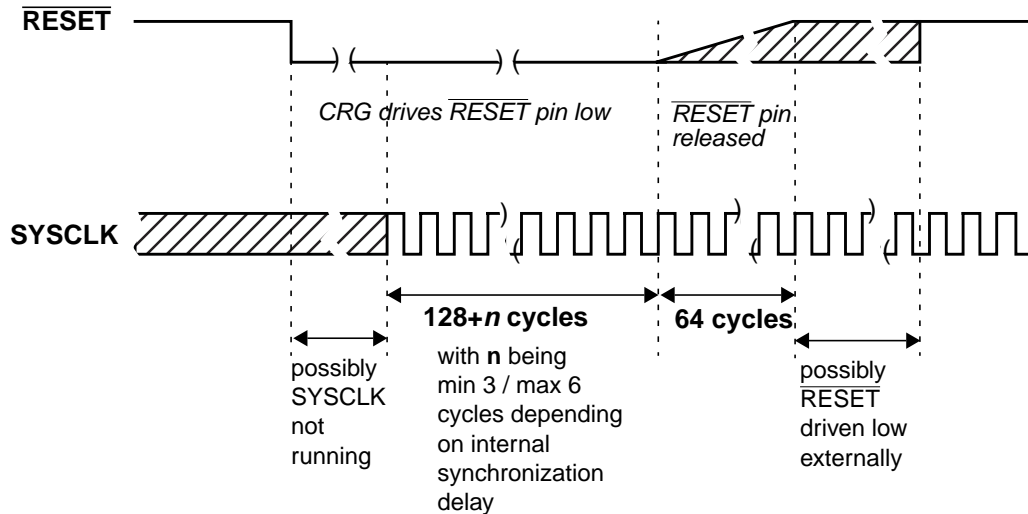 RESET
CRG drives RESET pin low
RESET pin
released
SYSCLK
128+n cycles
with n being
min 3 / max 6
cycles depending
on internal
synchronization
delay
64 cycles
possibly
SYSCLK
not
running
possibly
RESET
driven low
externally